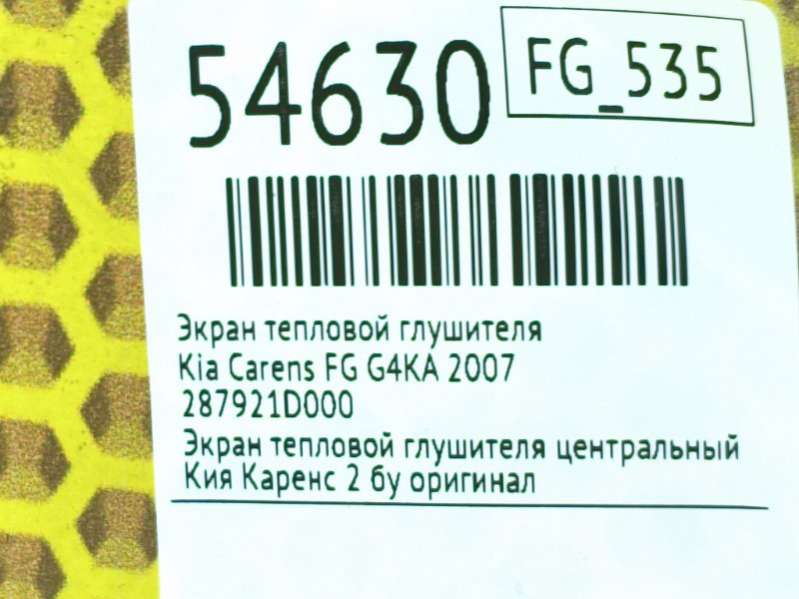 54630
FG_535
Экран тепловой глушителя
Kia Carens FG G4KA 2007
287921D000
Экран тепловой глушителя центральный
Кия Каренс 2 бу оригинал